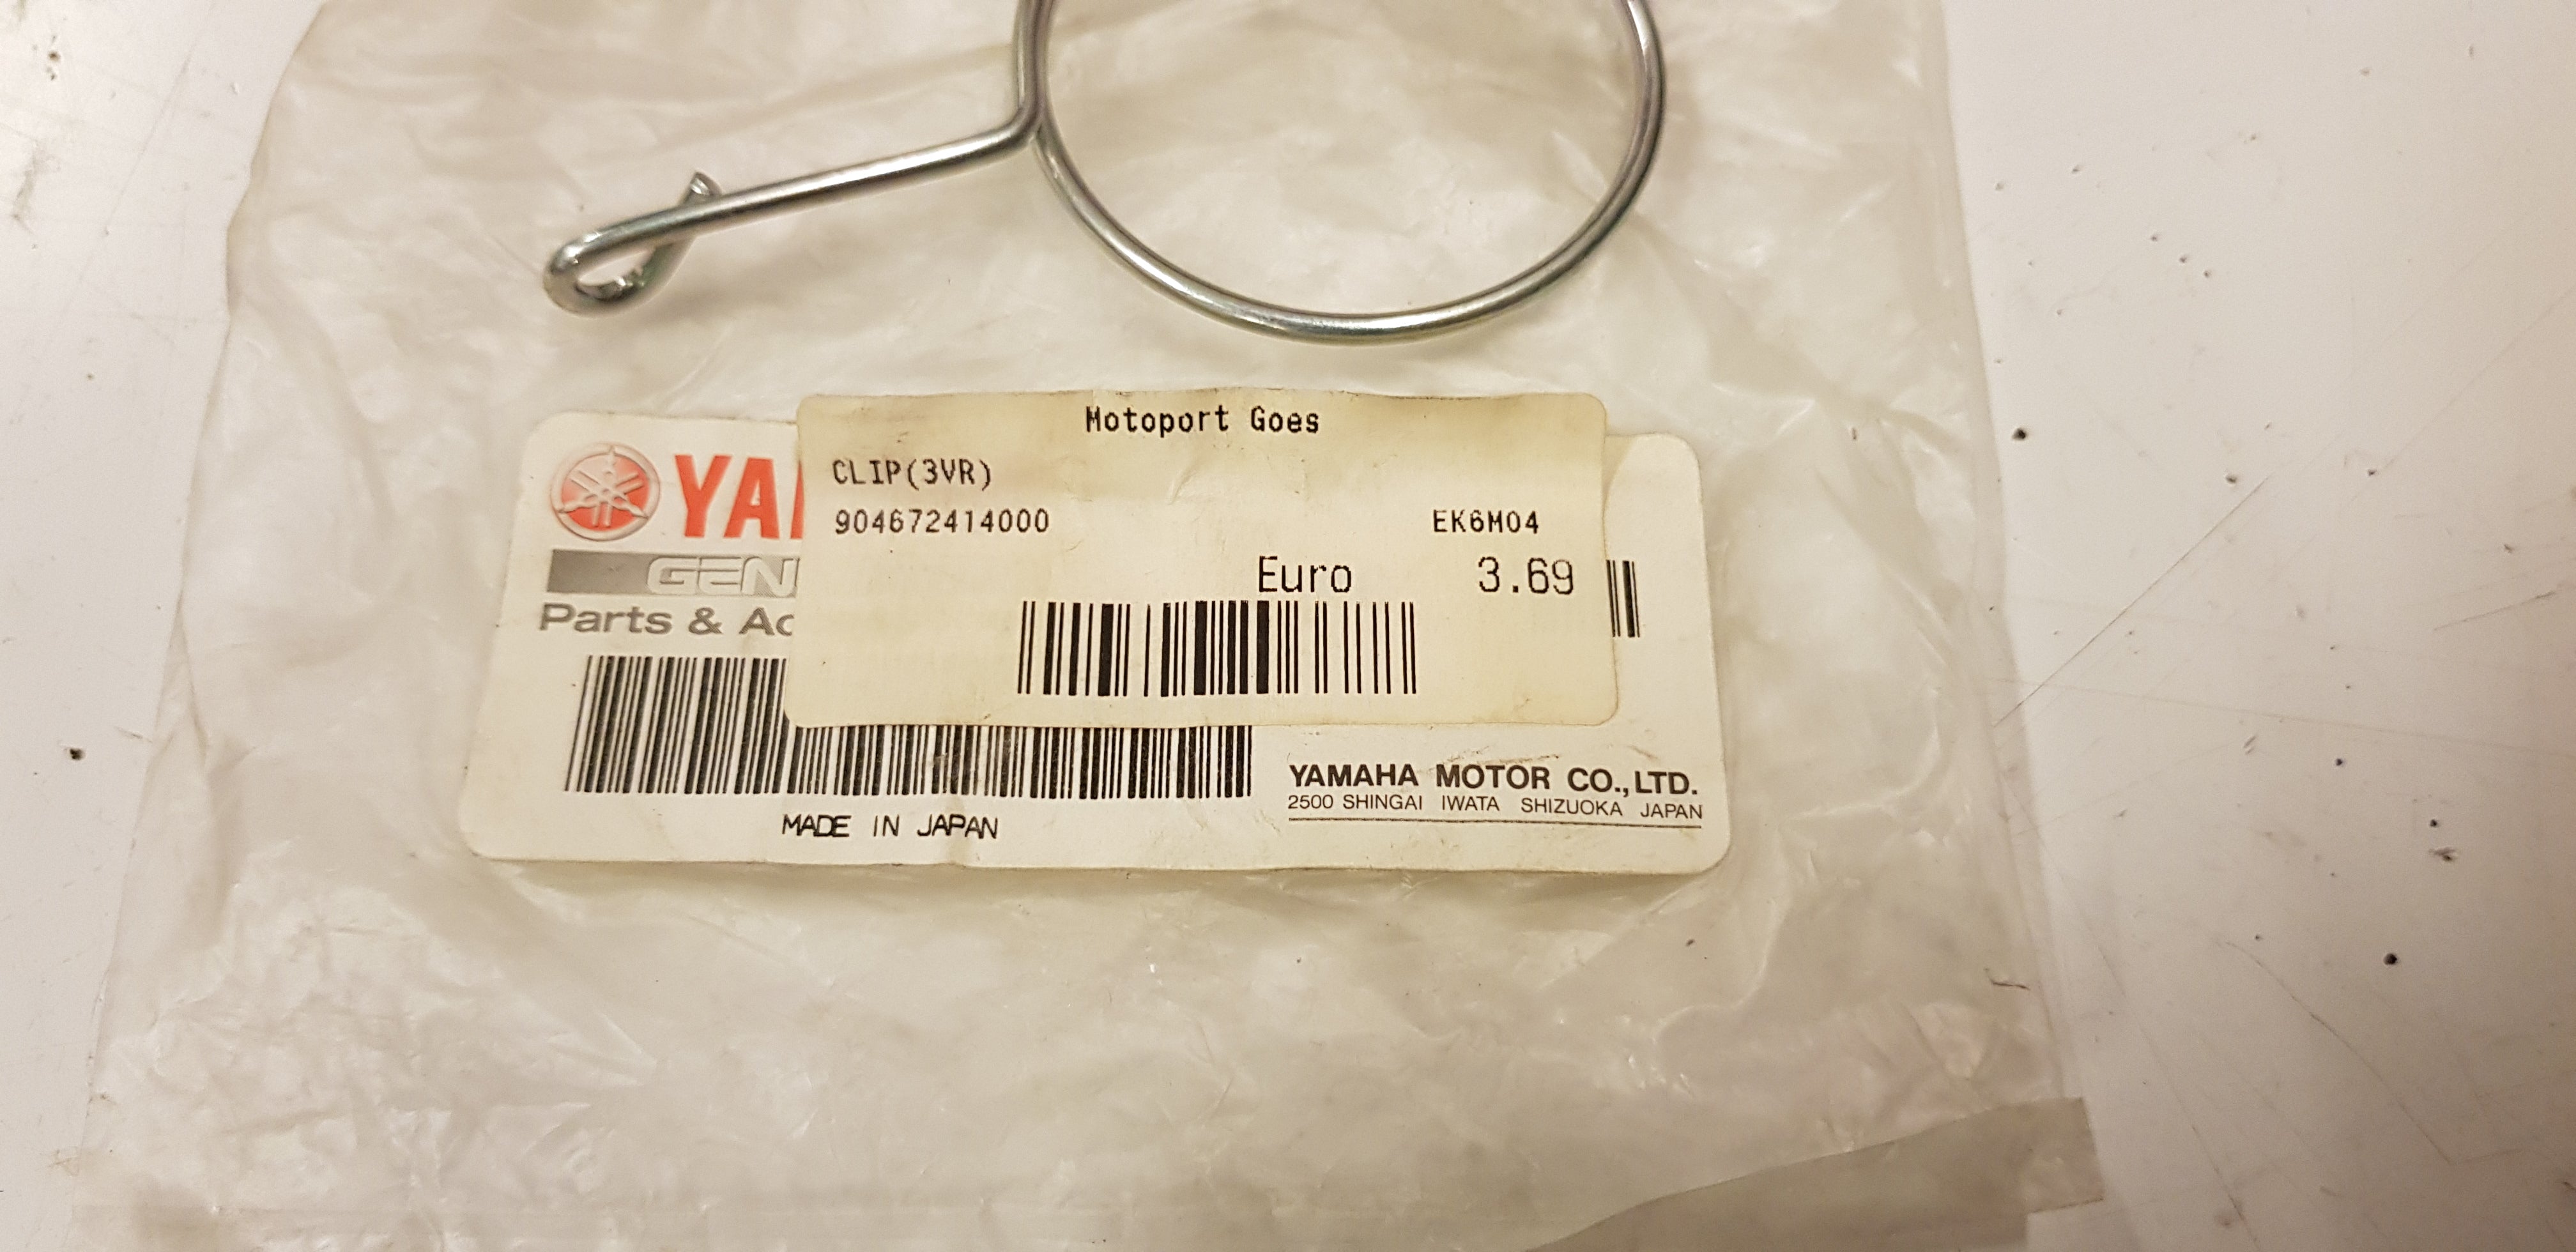 Motoport Goes
CLIP(3VR)
904672414000 EK6M04
Euro 3.69
YA
GEN
Parts & Ac
MADE IN JAPAN
YAMAHA MOTOR CO.,LTD.
2500 SHINGAI IWATA SHIZUOKA JAPAN